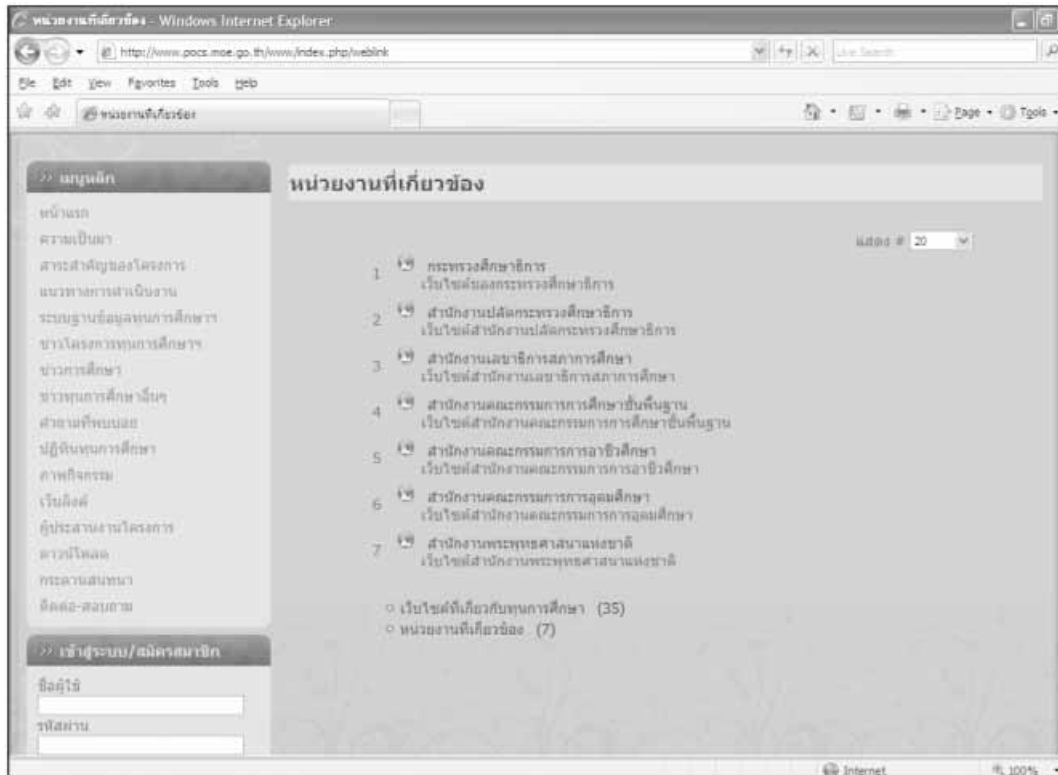 หน่วยงานที่เกี่ยวข้อง - Windows Internet Explorer
http://www.pocs.moe.go.th/www/index.php/weblink
Live Search
File Edit View Favorites Tools Help
หน่วยงานที่เกี่ยวข้อง
Page Tools
>> เมนูหลัก
หน้าแรก
ความเป็นมา
สาระสำคัญของโครงการ
แนวทางการดำเนินงาน
ระบบฐานข้อมูลทุนการศึกษาฯ
ข่าวโครงการทุนการศึกษาฯ
ข่าวการศึกษา
ข่าวทุนการศึกษาอื่นๆ
คำถามที่พบบ่อย
ปฏิทินทุนการศึกษา
ภาพกิจกรรม
เว็บลิงค์
ผู้ประสานงานโครงการ
ดาวน์โหลด
กระดานสนทนา
ติดต่อ-สอบถาม
>> เข้าสู่ระบบ/สมัครสมาชิก
ชื่อผู้ใช้
รหัสผ่าน
หน่วยงานที่เกี่ยวข้อง
แสดง # 20
1 กระทรวงศึกษาธิการ
เว็บไซต์ของกระทรวงศึกษาธิการ
2 สำนักงานปลัดกระทรวงศึกษาธิการ
เว็บไซต์สำนักงานปลัดกระทรวงศึกษาธิการ
3 สำนักงานเลขาธิการสภาการศึกษา
เว็บไซต์สำนักงานเลขาธิการสภาการศึกษา
4 สำนักงานคณะกรรมการการศึกษาขั้นพื้นฐาน
เว็บไซต์สำนักงานคณะกรรมการการศึกษาขั้นพื้นฐาน
5 สำนักงานคณะกรรมการการอาชีวศึกษา
เว็บไซต์สำนักงานคณะกรรมการการอาชีวศึกษา
6 สำนักงานคณะกรรมการการอุดมศึกษา
เว็บไซต์สำนักงานคณะกรรมการการอุดมศึกษา
7 สำนักงานพระพุทธศาสนาแห่งชาติ
เว็บไซต์สำนักงานพระพุทธศาสนาแห่งชาติ
เว็บไซต์ที่เกี่ยวกับทุนการศึกษา (35)
หน่วยงานที่เกี่ยวข้อง (7)
Internet 100%